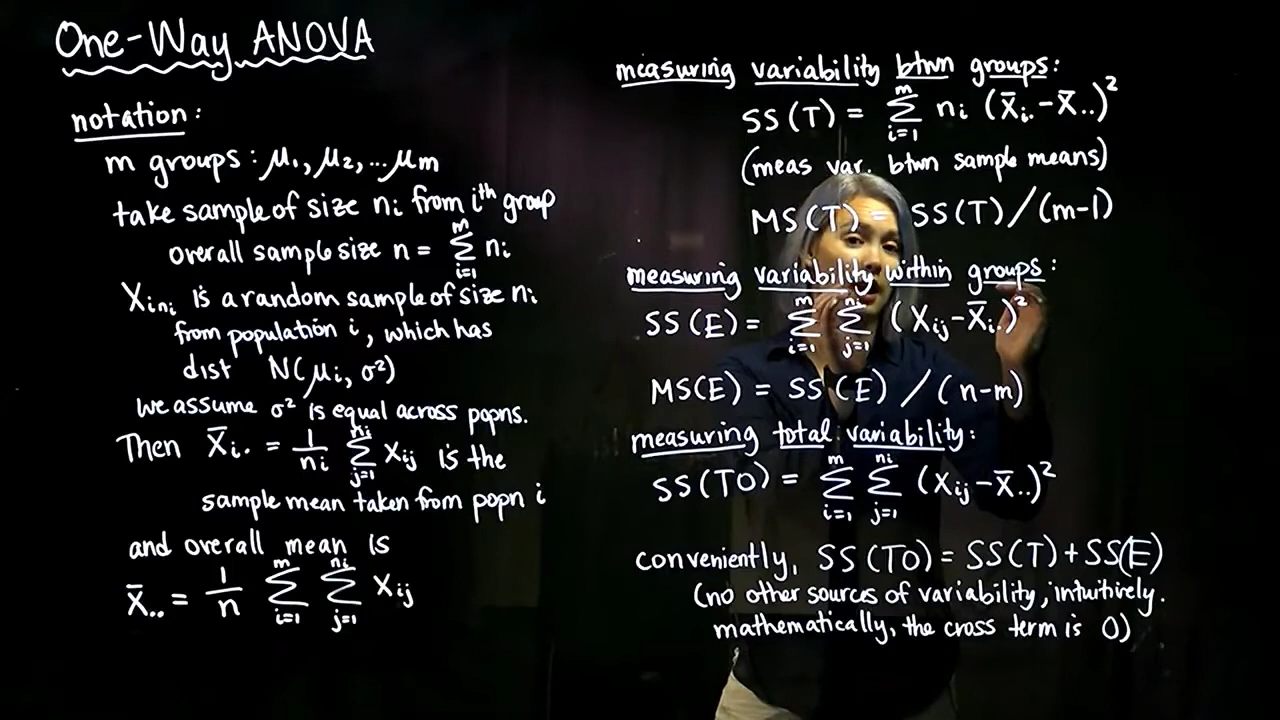 One-Way ANOVA
notation:
m groups: μ₁, μ₂, ... μm
take sample of size nᵢ from iᵗʰ group
overall sample size n = Σᵢ₌₁ᵐ nᵢ
Xᵢₙᵢ is a random sample of size nᵢ
from population i, which has
dist N(μᵢ, σ²)
we assume σ² is equal across popns.
Then X̄ᵢ. = 1/nᵢ Σⱼ₌₁ⁿⁱ Xᵢⱼ is the
sample mean taken from popn i
and overall mean is
X̄.. = 1/n Σᵢ₌₁ᵐ Σⱼ₌₁ⁿⁱ Xᵢⱼ
measuring variability btwn groups:
SS(T) = Σᵢ₌₁ᵐ nᵢ (X̄ᵢ. - X̄..)²
(meas var. btwn sample means)
MS(T) = SS(T)/(m-1)
measuring variability within groups:
SS(E) = Σᵢ₌₁ᵐ Σⱼ₌₁ⁿⁱ (Xᵢⱼ - X̄ᵢ.)²
MS(E) = SS(E)/(n-m)
measuring total variability:
SS(TO) = Σᵢ₌₁ᵐ Σⱼ₌₁ⁿⁱ (Xᵢⱼ - X̄..)²
conveniently, SS(TO) = SS(T) + SS(E)
(no other sources of variability, intuitively.
mathematically, the cross term is 0)